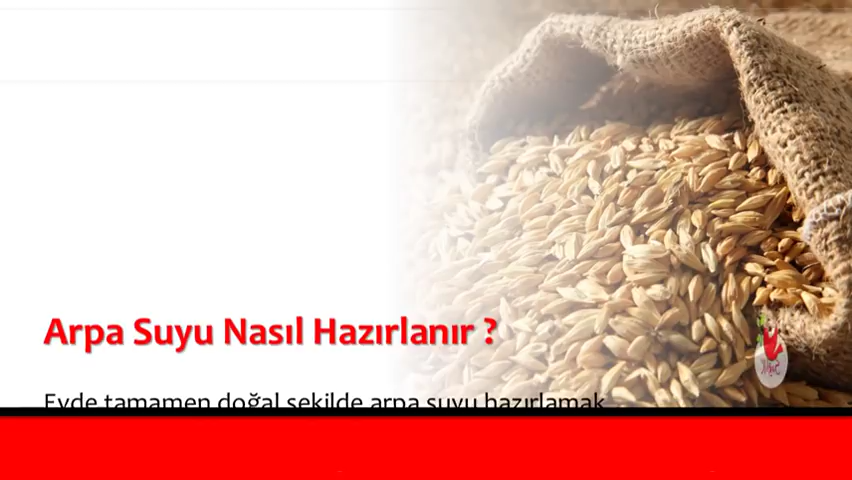 Arpa Suyu Nasıl Hazırlanır ?
Evde tamamen doğal şekilde arpa suyu hazırlamak